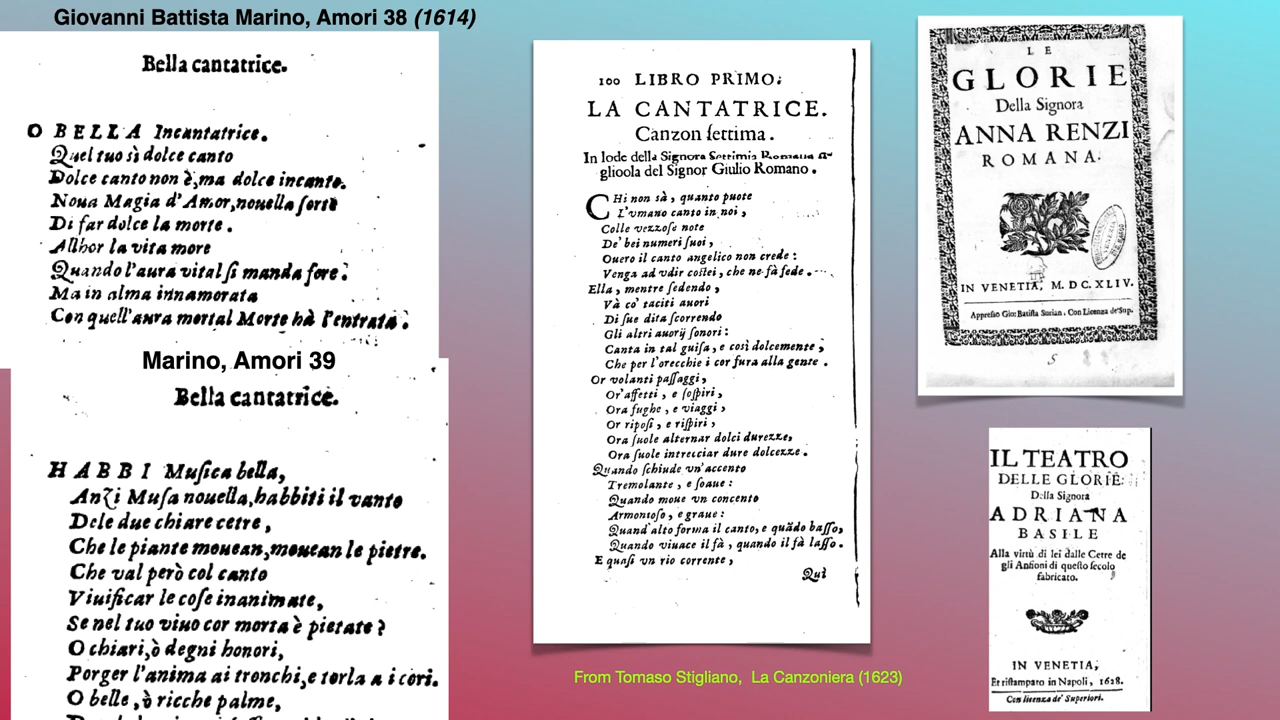 Giovanni Battista Marino, Amori 38 (1614)
Bella cantatrice.
O BELLA Incantatrice.
Quel tuo sì dolce canto
Dolce canto non è, ma dolce incanto.
Noua Magia d'Amor, nouella sorte
Di far dolce la morte.
Allhor la vita more
Quando l'aura vital si manda fore:
Ma in alma innamorata
Con quell'aura mortal Morte hà l'entrata.
Marino, Amori 39
Bella cantatrice.
HABBI Musica bella,
Anzi Musa nouella, habbiti il vanto
Dele due chiare cetre,
Che le piante mouean, mouean le pietre.
Che val però col canto
Viuificar le cose inanimate,
Se nel tuo viuo cor morta è pietate?
O chiari, ò degni honori,
Porger l'anima ai tronchi, e torla a i cori.
O belle, ò ricche palme,
100 LIBRO PRIMO.
LA CANTATRICE.
Canzon settima.
In lode della Signora Settimia Romana
gliola del Signor Giulio Romano.
CHi non sà, quanto puote
L'vmano canto in noi,
Colle vezzose note
De' bei numeri suoi,
Ouero il canto angelico non crede:
Venga ad vdir costei, che ne fà fede.
Ella, mentre sedendo,
Và co' taciti auori
Di sue dita scorrendo
Gli altri auorij sonori:
Canta in tal guisa, e così dolcemente,
Che per l'orecchie i cor fura alla gente.
Or volanti passaggi,
Or'affetti, e sospiri,
Ora fughe, e viaggi,
Or riposi, e rispiri,
Ora suole alternar dolci durezze,
Ora suole intrecciar dure dolcezze.
Quando schiude vn'accento
Tremolante, e soaue:
Quando moue vn concento
Armonioso, e graue:
Quand'alto forma il canto, e quãdo basso,
Quando viuace il fà, quando il fà lasso.
E quasi vn rio corrente,
Qui
From Tomaso Stigliano, La Canzoniera (1623)
LE
GLORIE
Della Signora
ANNA RENZI
ROMANA.
IN VENETIA, M. DC. XLIV.
Appresso Gio: Batista Surian. Con Licenza de' Sup.
IL TEATRO
DELLE GLORIE
Della Signora
ADRIANA
BASILE
Alla virtù di lei dalle Cetre de
gli Anfioni di questo secolo
fabricato.
IN VENETIA,
Et ristampato in Napoli, 1628.
Con licenza de' Superiori.